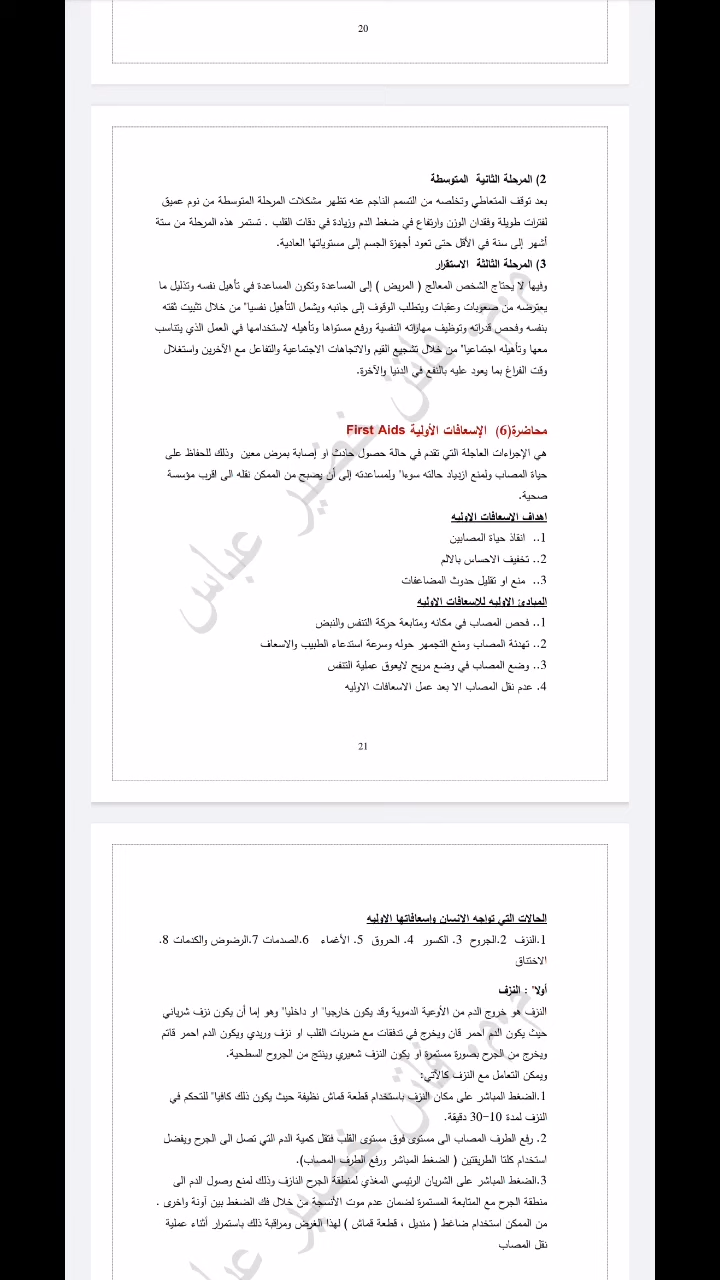 20
2) المرحلة الثانية المتوسطة
بعد توقف المتعاطي وتخلصه من التسمم الناجم عنه تظهر مشكلات المرحلة المتوسطة من نوم عميق
لفترات طويلة وفقدان الوزن وارتفاع في ضغط الدم وزيادة في دقات القلب . تستمر هذه المرحلة من ستة
أشهر إلى سنة في الأقل حتى تعود أجهزة الجسم إلى مستوياتها العادية.
3) المرحلة الثالثة الاستقرار
وفيها لا يحتاج الشخص المعالج ( المريض ) إلى المساعدة وتكون المساعدة في تأهيل نفسه وتذليل ما
يعترضه من صعوبات وعقبات ويتطلب الوقوف إلى جانبه ويشمل التأهيل نفسيا" من خلال تثبيت ثقته
بنفسه وفحص قدراته وتوظيف مهاراته النفسية ورفع مستواها وتأهيله لاستخدامها في العمل الذي يتناسب
معها وتأهيله اجتماعيا" من خلال تشجيع القيم والاتجاهات الاجتماعية والتفاعل مع الآخرين واستغلال
وقت الفراغ بما يعود عليه بالنفع في الدنيا والآخرة.
محاضرة(6) الإسعافات الأولية First Aids
هي الإجراءات العاجلة التي تقدم في حالة حصول حادث او إصابة بمرض معين وذلك للحفاظ على
حياة المصاب ولمنع ازدياد حالته سوءا" ولمساعدته إلى أن يصبح من الممكن نقله الى اقرب مؤسسة
صحية.
اهداف الاسعافات الاوليه
1.. انقاذ حياة المصابين
2.. تخفيف الاحساس بالالم
3.. منع او تقليل حدوث المضاعفات
المبادئ الاوليه للاسعافات الاوليه
1.. فحص المصاب في مكانه ومتابعة حركة التنفس والنبض
2.. تهدئة المصاب ومنع التجمهر حوله وسرعة استدعاء الطبيب والاسعاف
3.. وضع المصاب في وضع مريح لايعوق عملية التنفس
4. عدم نقل المصاب الا بعد عمل الاسعافات الاوليه
21
الحالات التي تواجه الانسان واسعافاتها الاوليه
1.النزف 2.الجروح 3. الكسور 4. الحروق 5. الأغماء 6.الصدمات 7.الرضوض والكدمات 8.
الاختناق
أولا" : النزف
النزف هو خروج الدم من الأوعية الدموية وقد يكون خارجيا" او داخليا" وهو إما أن يكون نزف شرياني
حيث يكون الدم احمر قان ويخرج في تدفقات مع ضربات القلب او نزف وريدي ويكون الدم احمر قاتم
ويخرج من الجرح بصورة مستمرة او يكون النزف شعيري وينتج من الجروح السطحية.
ويمكن التعامل مع النزف كالآتي:
1.الضغط المباشر على مكان النزف باستخدام قطعة قماش نظيفة حيث يكون ذلك كافيا" للتحكم في
النزف لمدة 10-30 دقيقة.
2. رفع الطرف المصاب الى مستوى فوق مستوى القلب فتقل كمية الدم التي تصل الى الجرح ويفضل
استخدام كلتا الطريقتين ( الضغط المباشر ورفع الطرف المصاب).
3.الضغط المباشر على الشريان الرئيسي المغذي لمنطقة الجرح النازف وذلك لمنع وصول الدم الى
منطقة الجرح مع المتابعة المستمرة لضمان عدم موت الأنسجة من خلال فك الضغط بين آونة واخرى .
من الممكن استخدام ضاغط ( منديل ، قطعة قماش ) لهذا الغرض ومراقبة ذلك باستمرار أثناء عملية
نقل المصاب
م.م. فاتن خضير عباس
م.م. فاتن خضير